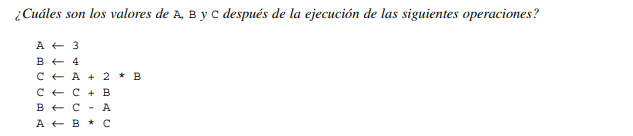 ¿Cuáles son los valores de A, B y C después de la ejecución de las siguientes operaciones?
A ← 3
B ← 4
C ← A + 2 * B
C ← C + B
B ← C - A
A ← B * C